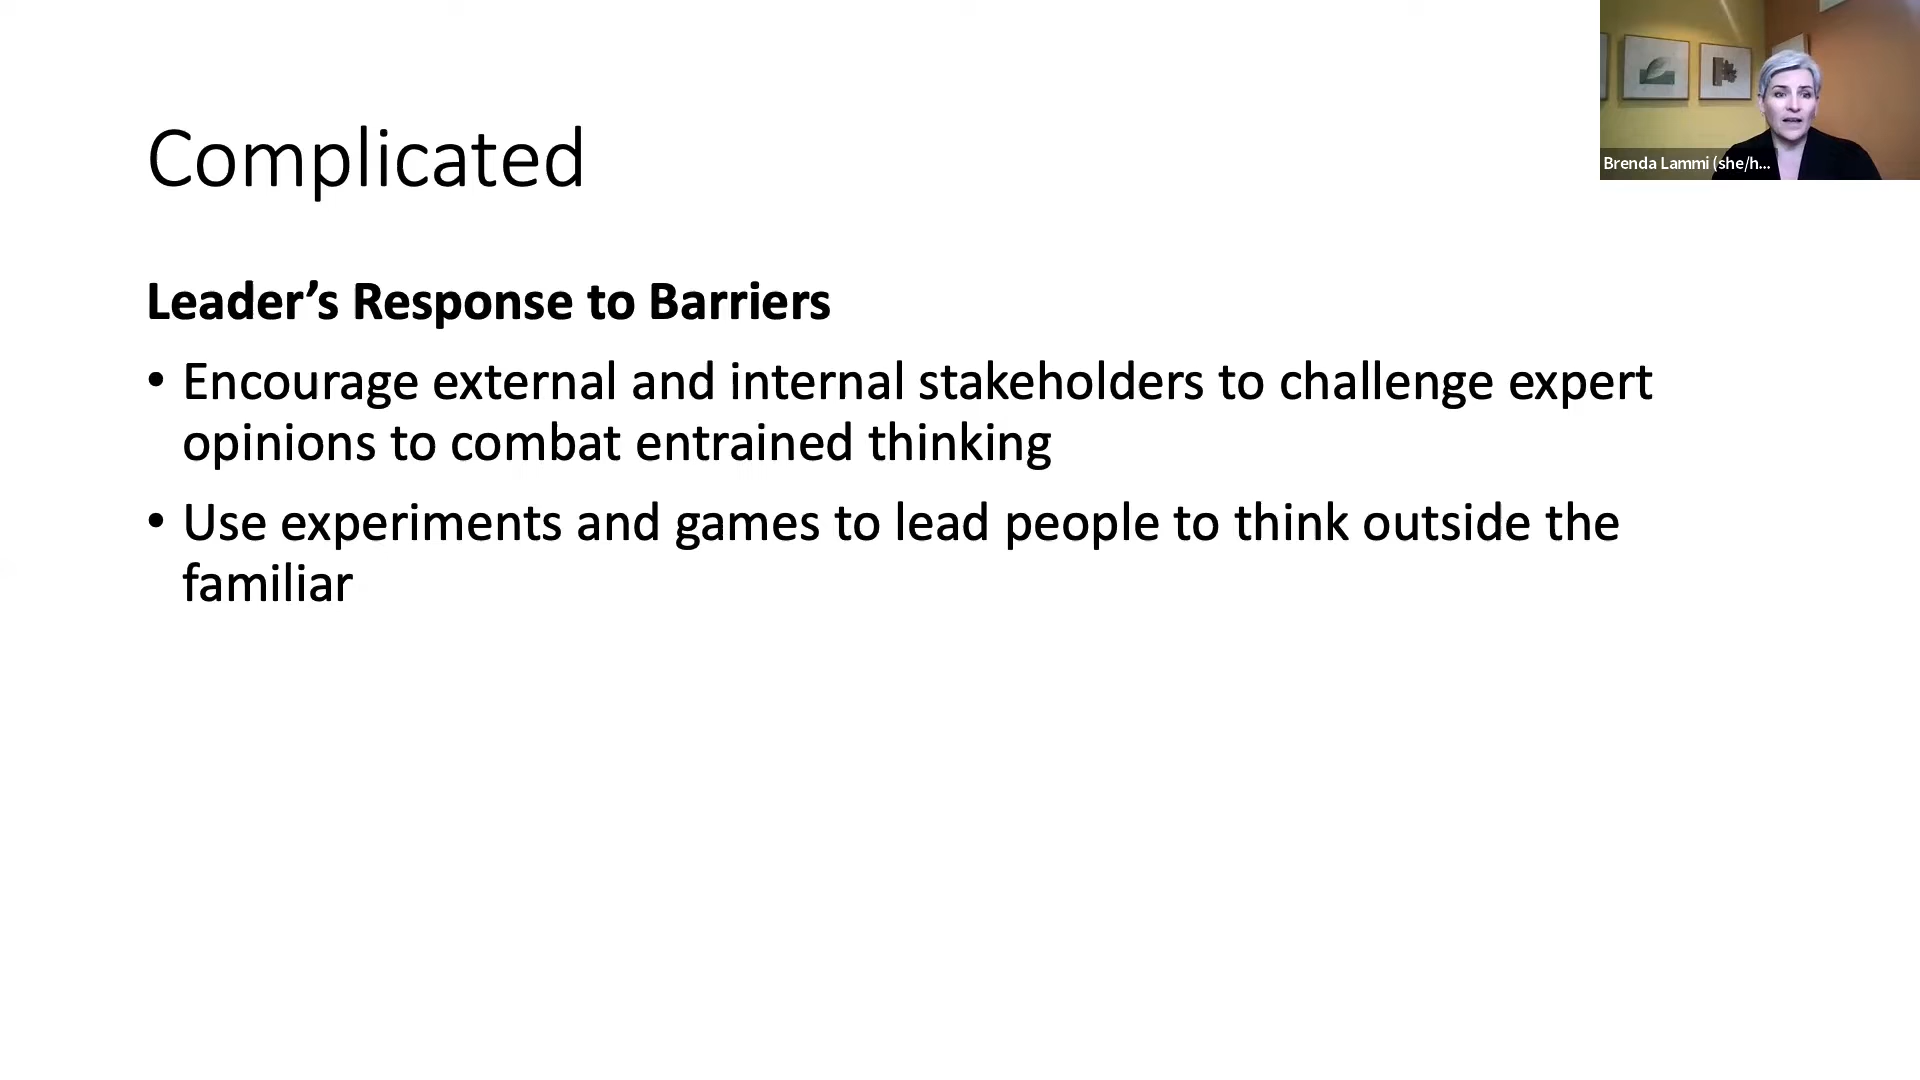 Complicated
Brenda Lammi (she/h...
Leader’s Response to Barriers
• Encourage external and internal stakeholders to challenge expert
opinions to combat entrained thinking
• Use experiments and games to lead people to think outside the
familiar